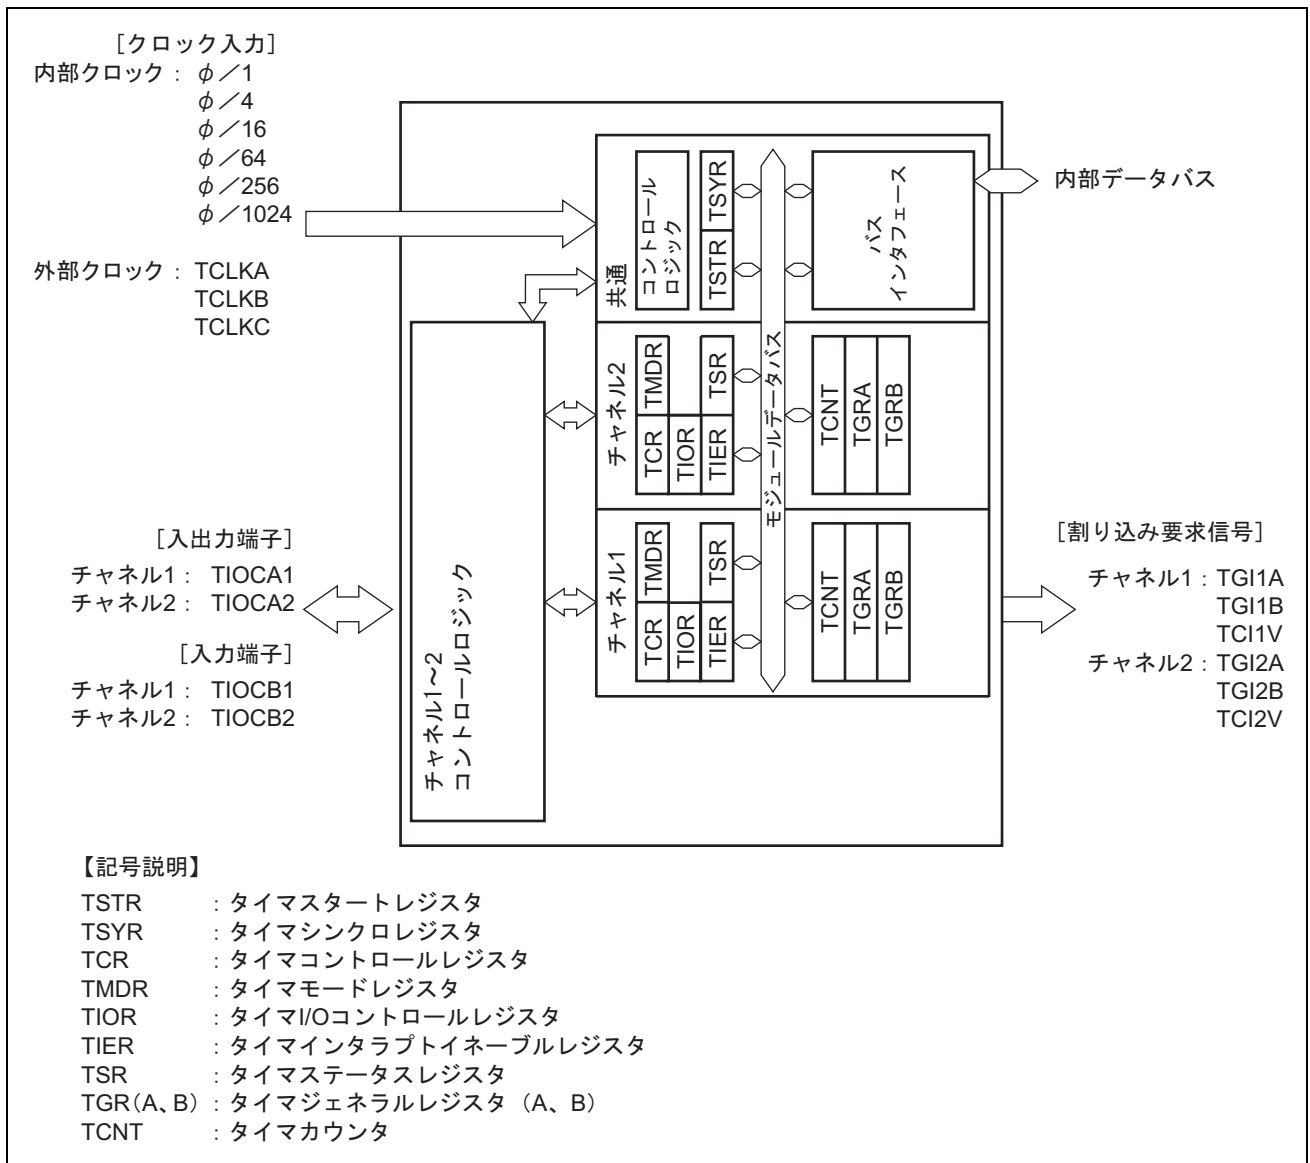 ［クロック入力］
内部クロック： φ／1
φ／4
φ／16
φ／64
φ／256
φ／1024
外部クロック： TCLKA
TCLKB
TCLKC
［入出力端子］
チャネル1： TIOCA1
チャネル2： TIOCA2
［入力端子］
チャネル1： TIOCB1
チャネル2： TIOCB2
チャネル1～2
コントロールロジック
共通
コントロール
ロジック
TSYR
TSTR
バス
インタフェース
内部データバス
モジュールデータバス
チャネル2
TMDR
TSR
TCR
TIOR
TIER
TCNT
TGRA
TGRB
チャネル1
TMDR
TSR
TCR
TIOR
TIER
TCNT
TGRA
TGRB
［割り込み要求信号］
チャネル1：TGI1A
TGI1B
TCI1V
チャネル2：TGI2A
TGI2B
TCI2V
【記号説明】
TSTR ：タイマスタートレジスタ
TSYR ：タイマシンクロレジスタ
TCR ：タイマコントロールレジスタ
TMDR ：タイマモードレジスタ
TIOR ：タイマI/Oコントロールレジスタ
TIER ：タイマインタラプトイネーブルレジスタ
TSR ：タイマステータスレジスタ
TGR(A、B)：タイマジェネラルレジスタ（A、B）
TCNT ：タイマカウンタ